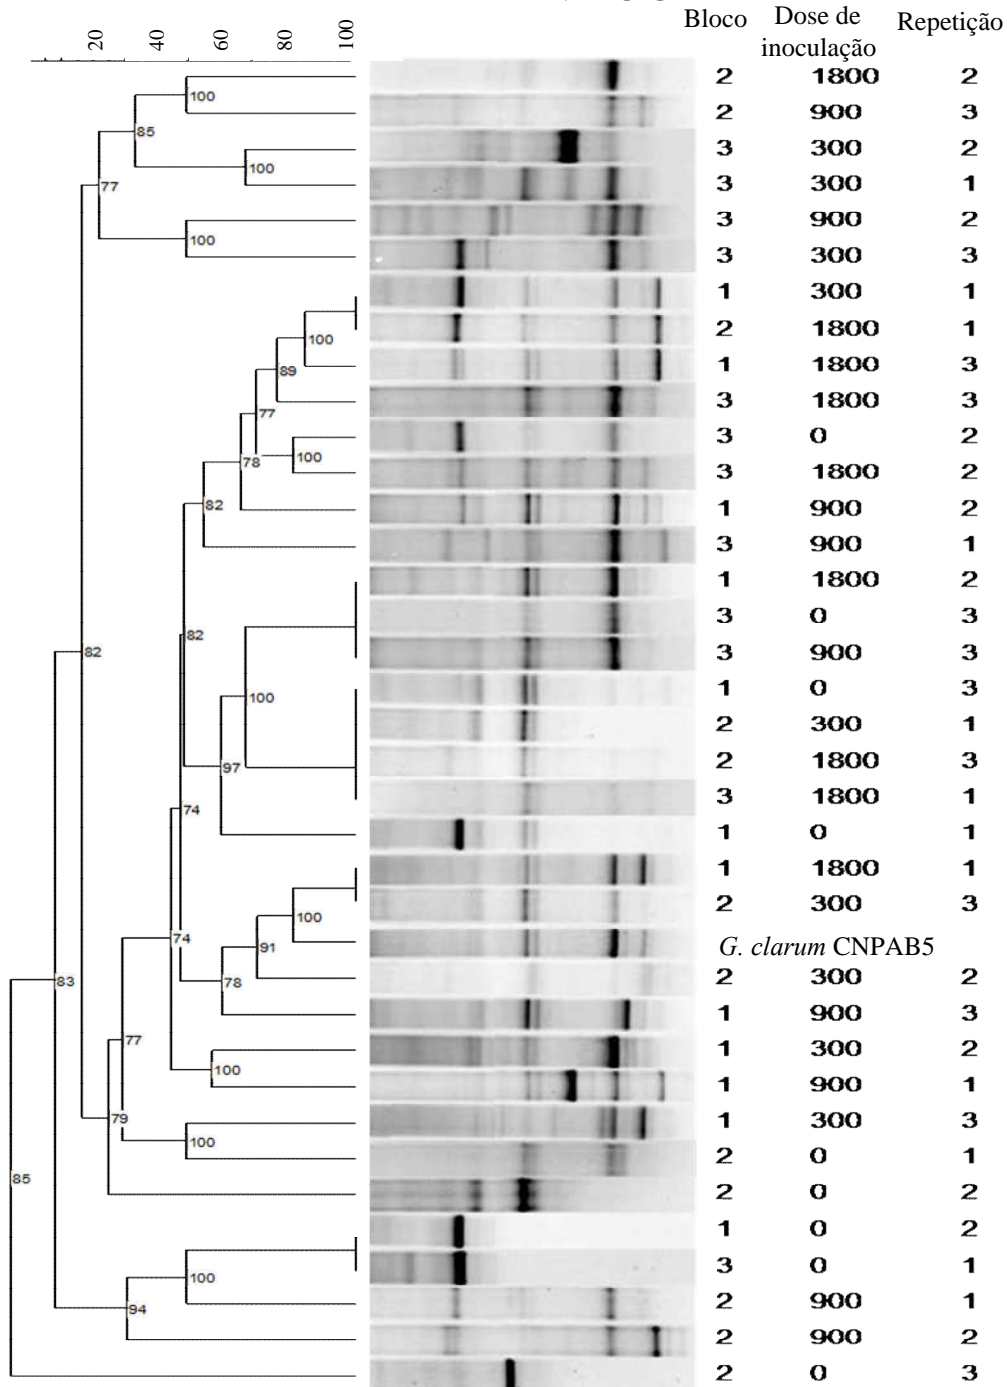 Bloco Dose de inoculação Repetição
20 40 60 80 100
2 1800 2
100
2 900 3
85
3 300 2
100
3 300 1
77
3 900 2
100
3 300 3
1 300 1
2 1800 1
100
1 1800 3
89
3 1800 3
77
3 0 2
78 100
3 1800 2
82
1 900 2
3 900 1
1 1800 2
3 0 3
82
82
3 900 3
100
1 0 3
2 300 1
97
2 1800 3
3 1800 1
74
1 0 1
1 1800 1
2 300 3
100
74 91
G. clarum CNPAB5
83 78
2 300 2
1 900 3
77
1 300 2
100
1 900 1
79
1 300 3
100
2 0 1
85
2 0 2
1 0 2
3 0 1
100
2 900 1
94
2 900 2
2 0 3